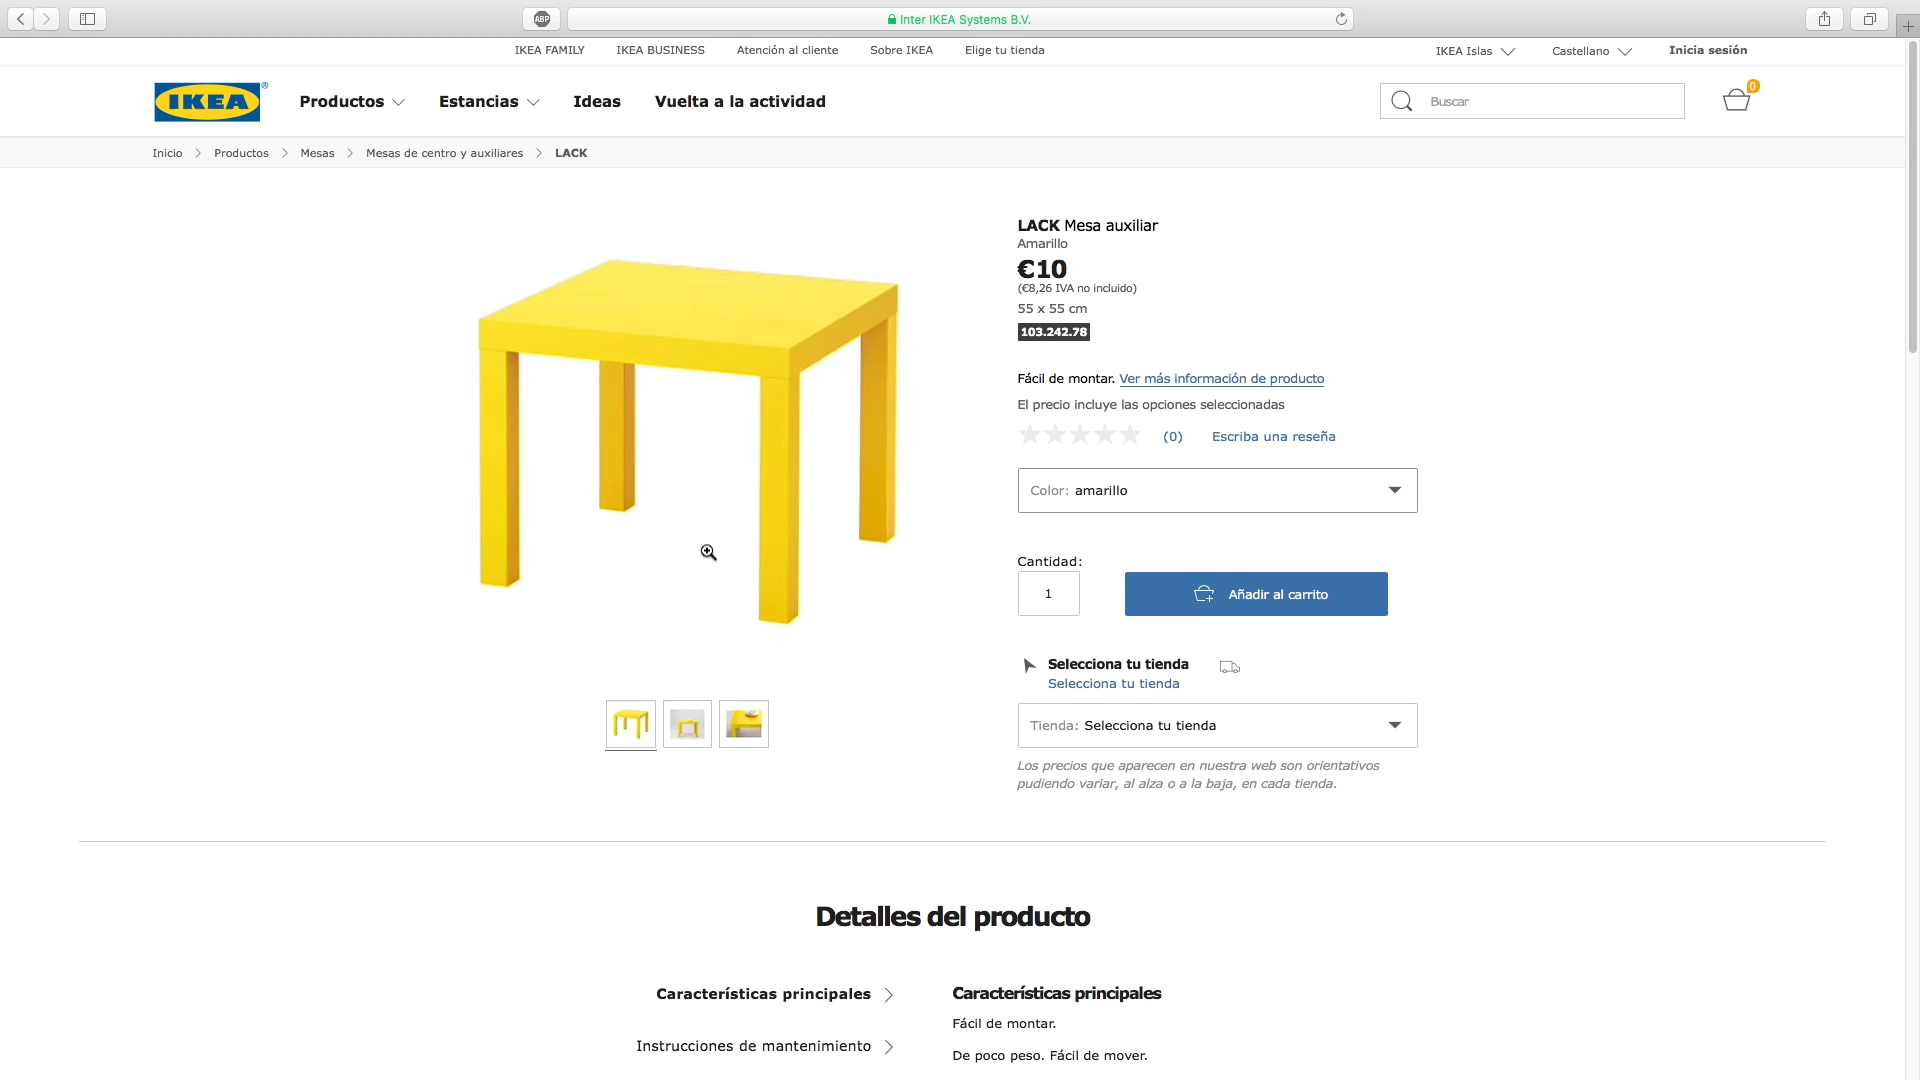 ABP
Inter IKEA Systems B.V.
IKEA FAMILY IKEA BUSINESS Atención al cliente Sobre IKEA Elige tu tienda
IKEA Islas Castellano Inicia sesión
IKEA ®
Productos Estancias Ideas Vuelta a la actividad
Buscar
0
Inicio > Productos > Mesas > Mesas de centro y auxiliares > LACK
LACK Mesa auxiliar
Amarillo
€10
(€8,26 IVA no incluido)
55 x 55 cm
103.242.78
Fácil de montar. Ver más información de producto
El precio incluye las opciones seleccionadas
(0) Escriba una reseña
Color: amarillo
Cantidad:
1
Añadir al carrito
Selecciona tu tienda
Selecciona tu tienda
Tienda: Selecciona tu tienda
Los precios que aparecen en nuestra web son orientativos
pudiendo variar, al alza o a la baja, en cada tienda.
Detalles del producto
Características principales
Instrucciones de mantenimiento
Características principales
Fácil de montar.
De poco peso. Fácil de mover.